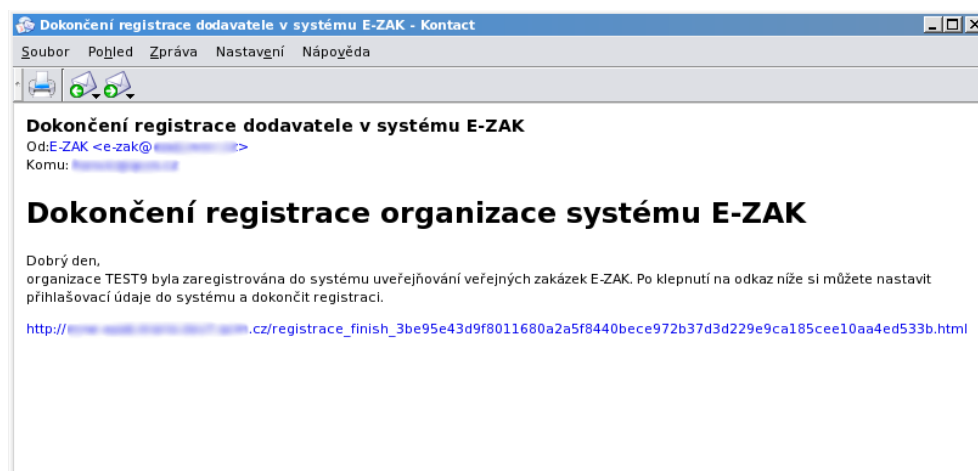 Dokončení registrace dodavatele v systému E-ZAK - Kontact
Soubor Pohled Zpráva Nastavení Nápověda
Dokončení registrace dodavatele v systému E-ZAK
Od:E-ZAK <e-zak@ >
Komu:
Dokončení registrace organizace systému E-ZAK
Dobrý den,
organizace TEST9 byla zaregistrována do systému uveřejňování veřejných zakázek E-ZAK. Po klepnutí na odkaz níže si můžete nastavit
přihlašovací údaje do systému a dokončit registraci.
http:// .cz/registrace_finish_3be95e43d9f8011680a2a5f8440bece972b37d3d229e9ca185cee10aa4ed533b.html